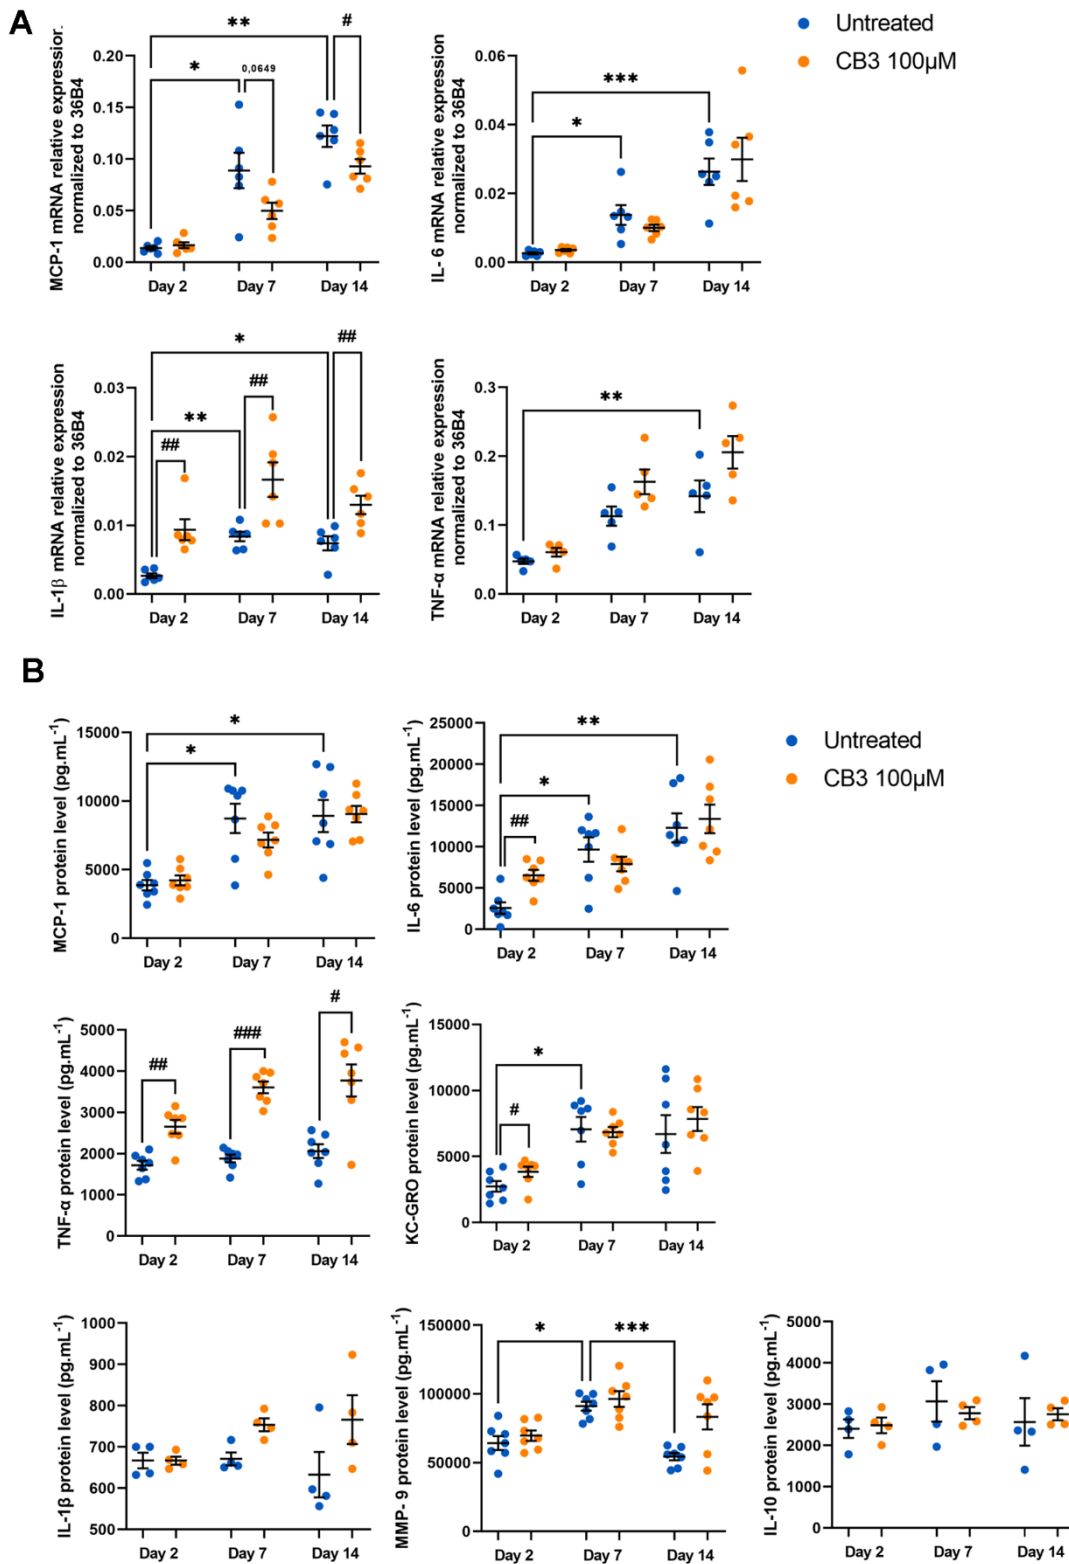 A
Untreated
CB3 100µM
MCP-1 mRNA relative expression
normalized to 36B4
0.20
0.15
0.10
0.05
0.00
**
#
*
0,0649
Day 2
Day 7
Day 14
IL- 6 mRNA relative expression
normalized to 36B4
0.06
0.04
0.02
0.00
***
*
Day 2
Day 7
Day 14
IL-1β mRNA relative expression
normalized to 36B4
0.03
0.02
0.01
0.00
*
##
##
**
##
Day 2
Day 7
Day 14
TNF-α mRNA relative expression
normalized to 36B4
0.3
0.2
0.1
0.0
**
Day 2
Day 7
Day 14
B
Untreated
CB3 100µM
MCP-1 protein level (pg.mL-1)
15000
10000
5000
0
*
*
Day 2
Day 7
Day 14
IL-6 protein level (pg.mL-1)
25000
20000
15000
10000
5000
0
**
*
##
Day 2
Day 7
Day 14
TNF-α protein level (pg.mL-1)
5000
4000
3000
2000
1000
0
#
###
##
Day 2
Day 7
Day 14
KC-GRO protein level (pg.mL-1)
15000
10000
5000
0
*
#
Day 2
Day 7
Day 14
IL-1β protein level (pg.mL-1)
1000
900
800
700
600
500
Day 2
Day 7
Day 14
MMP- 9 protein level (pg.mL-1)
150000
100000
50000
0
*
***
Day 2
Day 7
Day 14
IL-10 protein level (pg.mL-1)
5000
4000
3000
2000
1000
0
Day 2
Day 7
Day 14